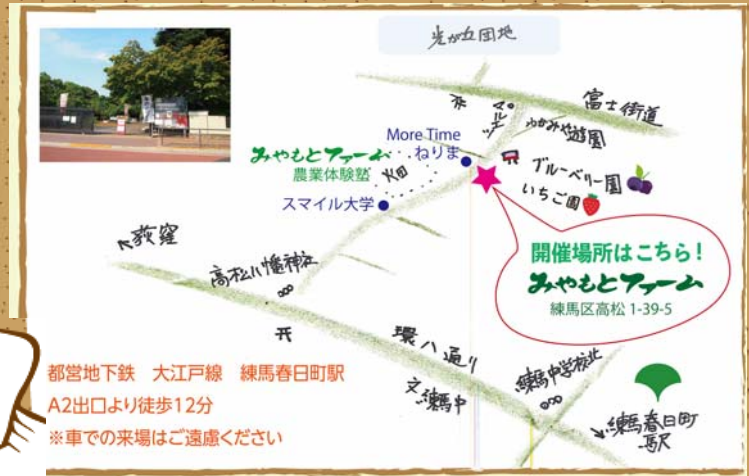 光が丘団地
富士街道
More Time
ねりま
みやもとファーム
農業体験塾
畑
スマイル大学
ブルーベリー園
いちご園
荻窪
高松八幡神社
開催場所はこちら!
みやもとファーム
練馬区高松 1-39-5
環八通り
文 練馬中
練馬中学校北
練馬春日町
駅
都営地下鉄 大江戸線 練馬春日町駅
A2出口より徒歩12分
※車での来場はご遠慮ください